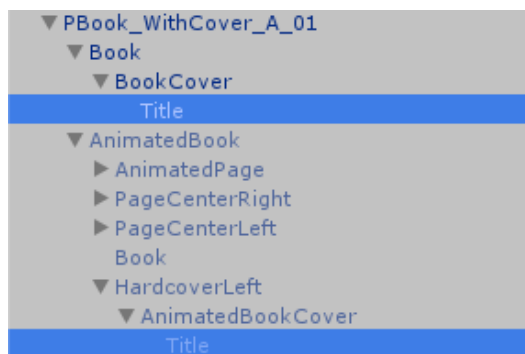 PBook_WithCover_A_01
Book
BookCover
Title
AnimatedBook
AnimatedPage
PageCenterRight
PageCenterLeft
Book
HardcoverLeft
AnimatedBookCover
Title